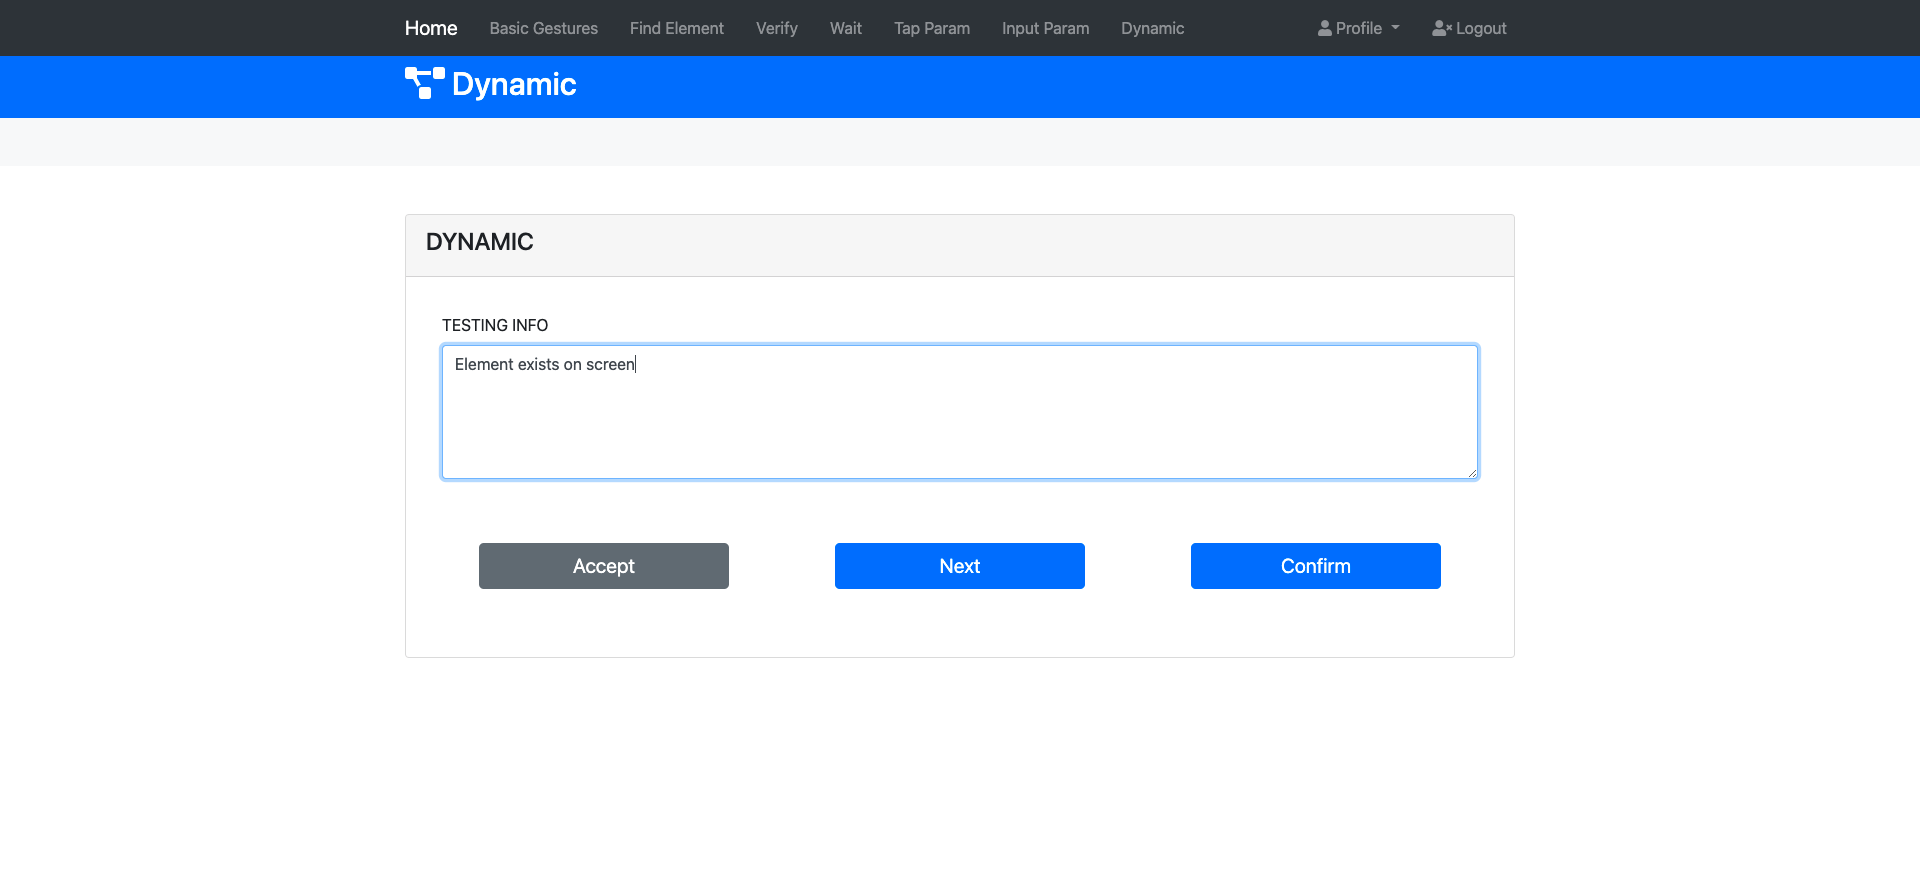 Home Basic Gestures Find Element Verify Wait Tap Param Input Param Dynamic Profile Logout
Dynamic
DYNAMIC
TESTING INFO
Element exists on screen
Accept Next Confirm